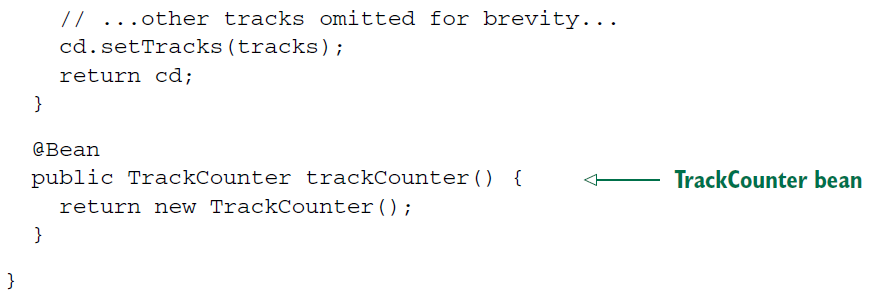 // ...other tracks omitted for brevity...
cd.setTracks(tracks);
return cd;
}
@Bean
public TrackCounter trackCounter() {
TrackCounter bean
return new TrackCounter();
}
}